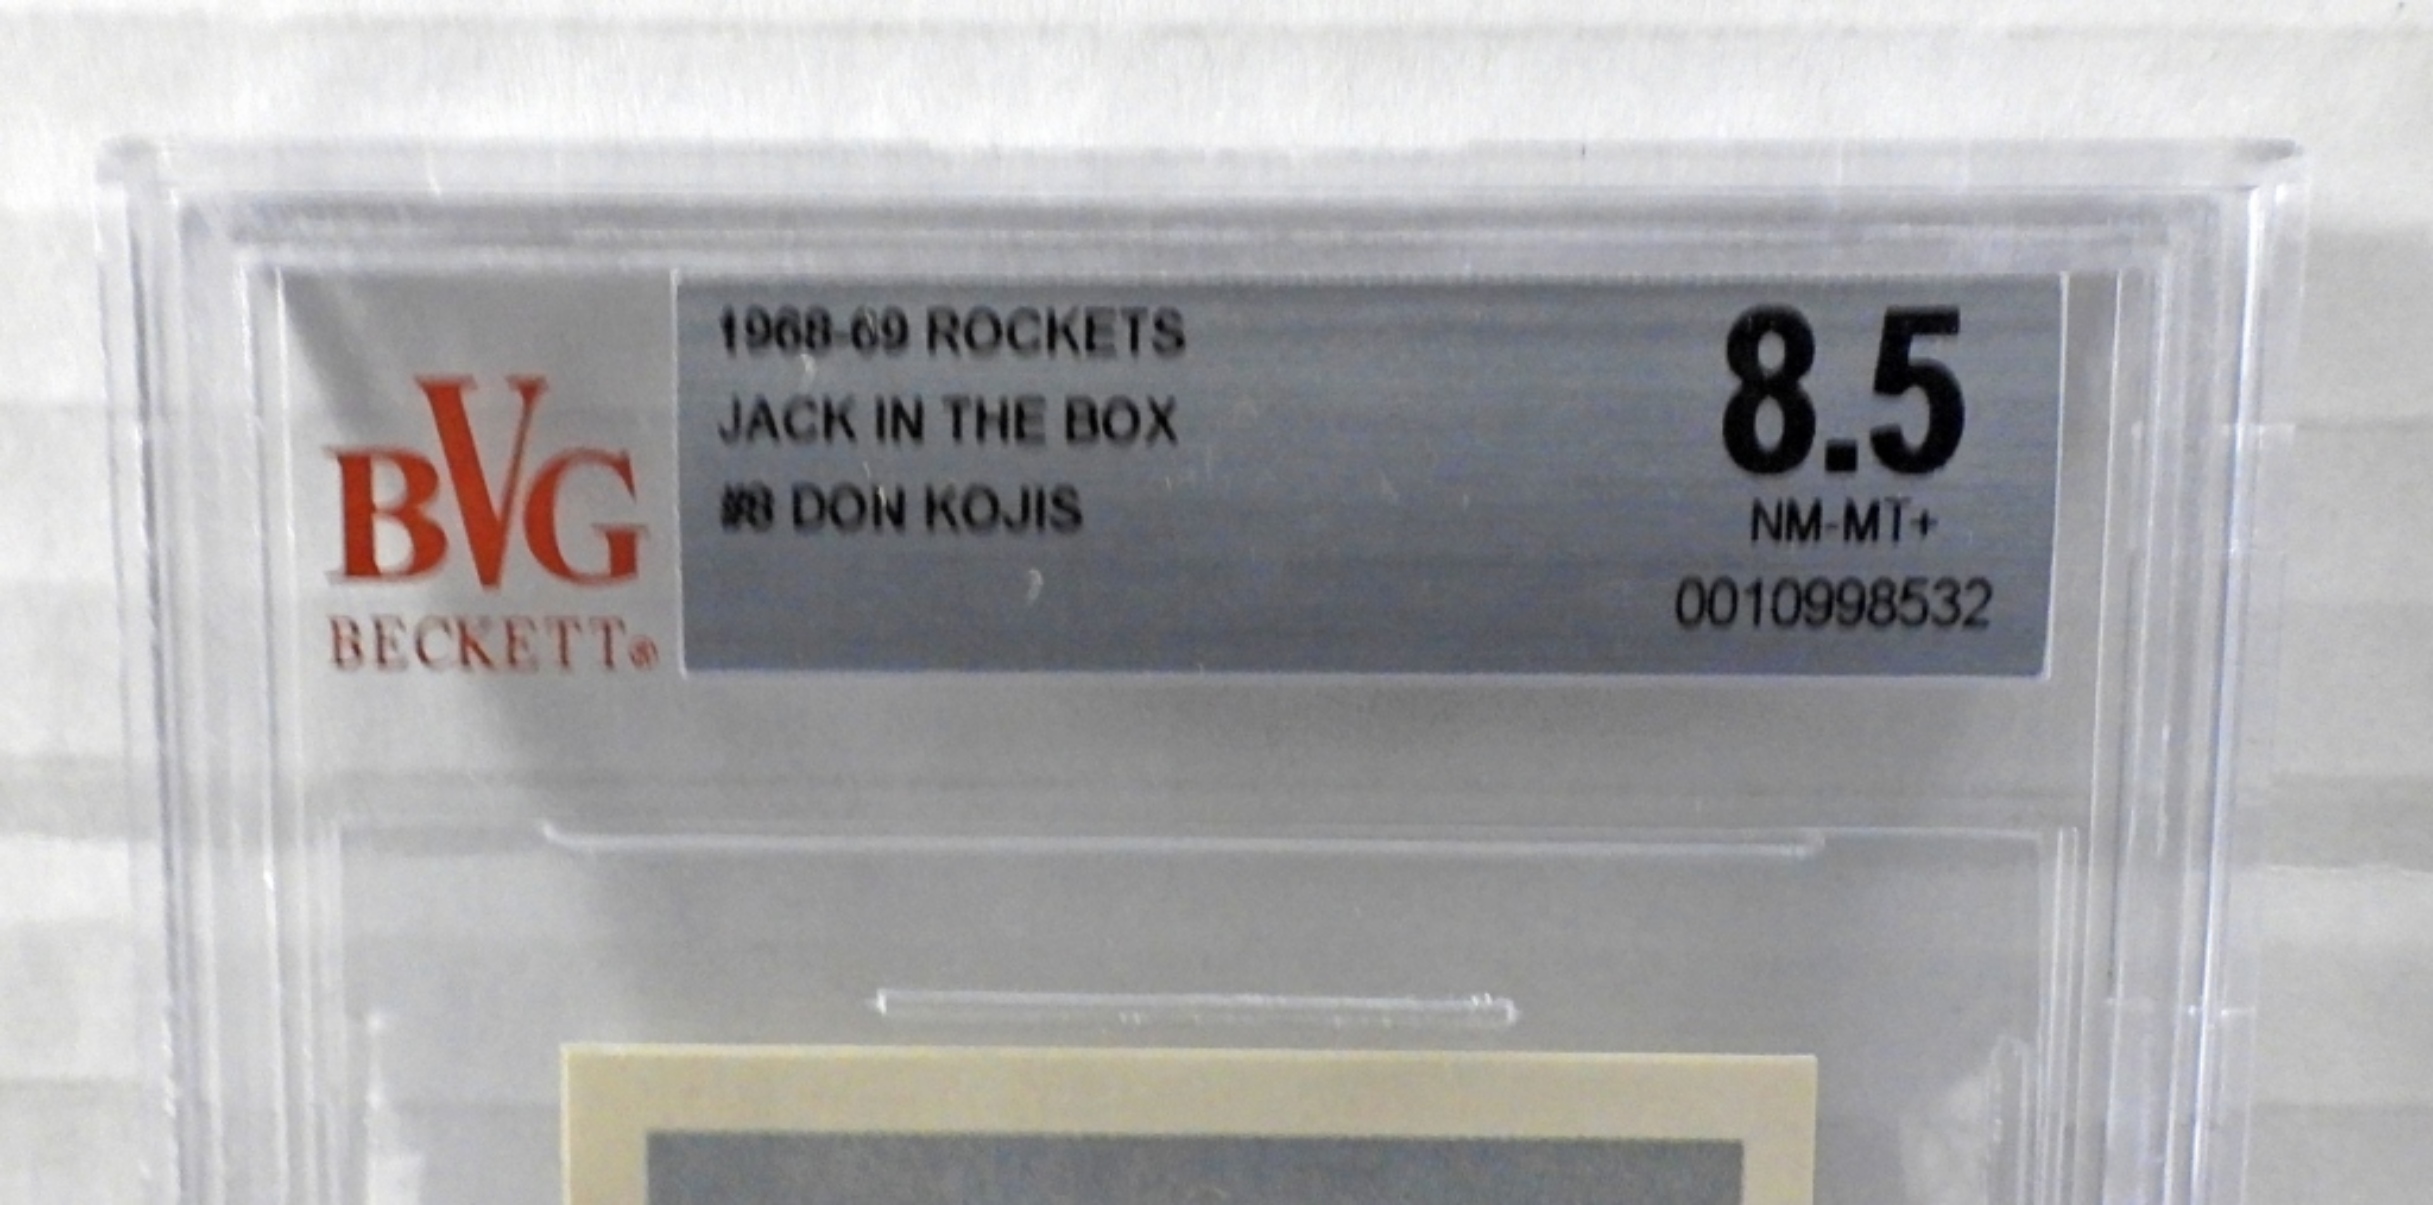 BVG
BECKETT®
1968-69 ROCKETS
JACK IN THE BOX
#8 DON KOJIS
8.5
NM-MT+
0010998532